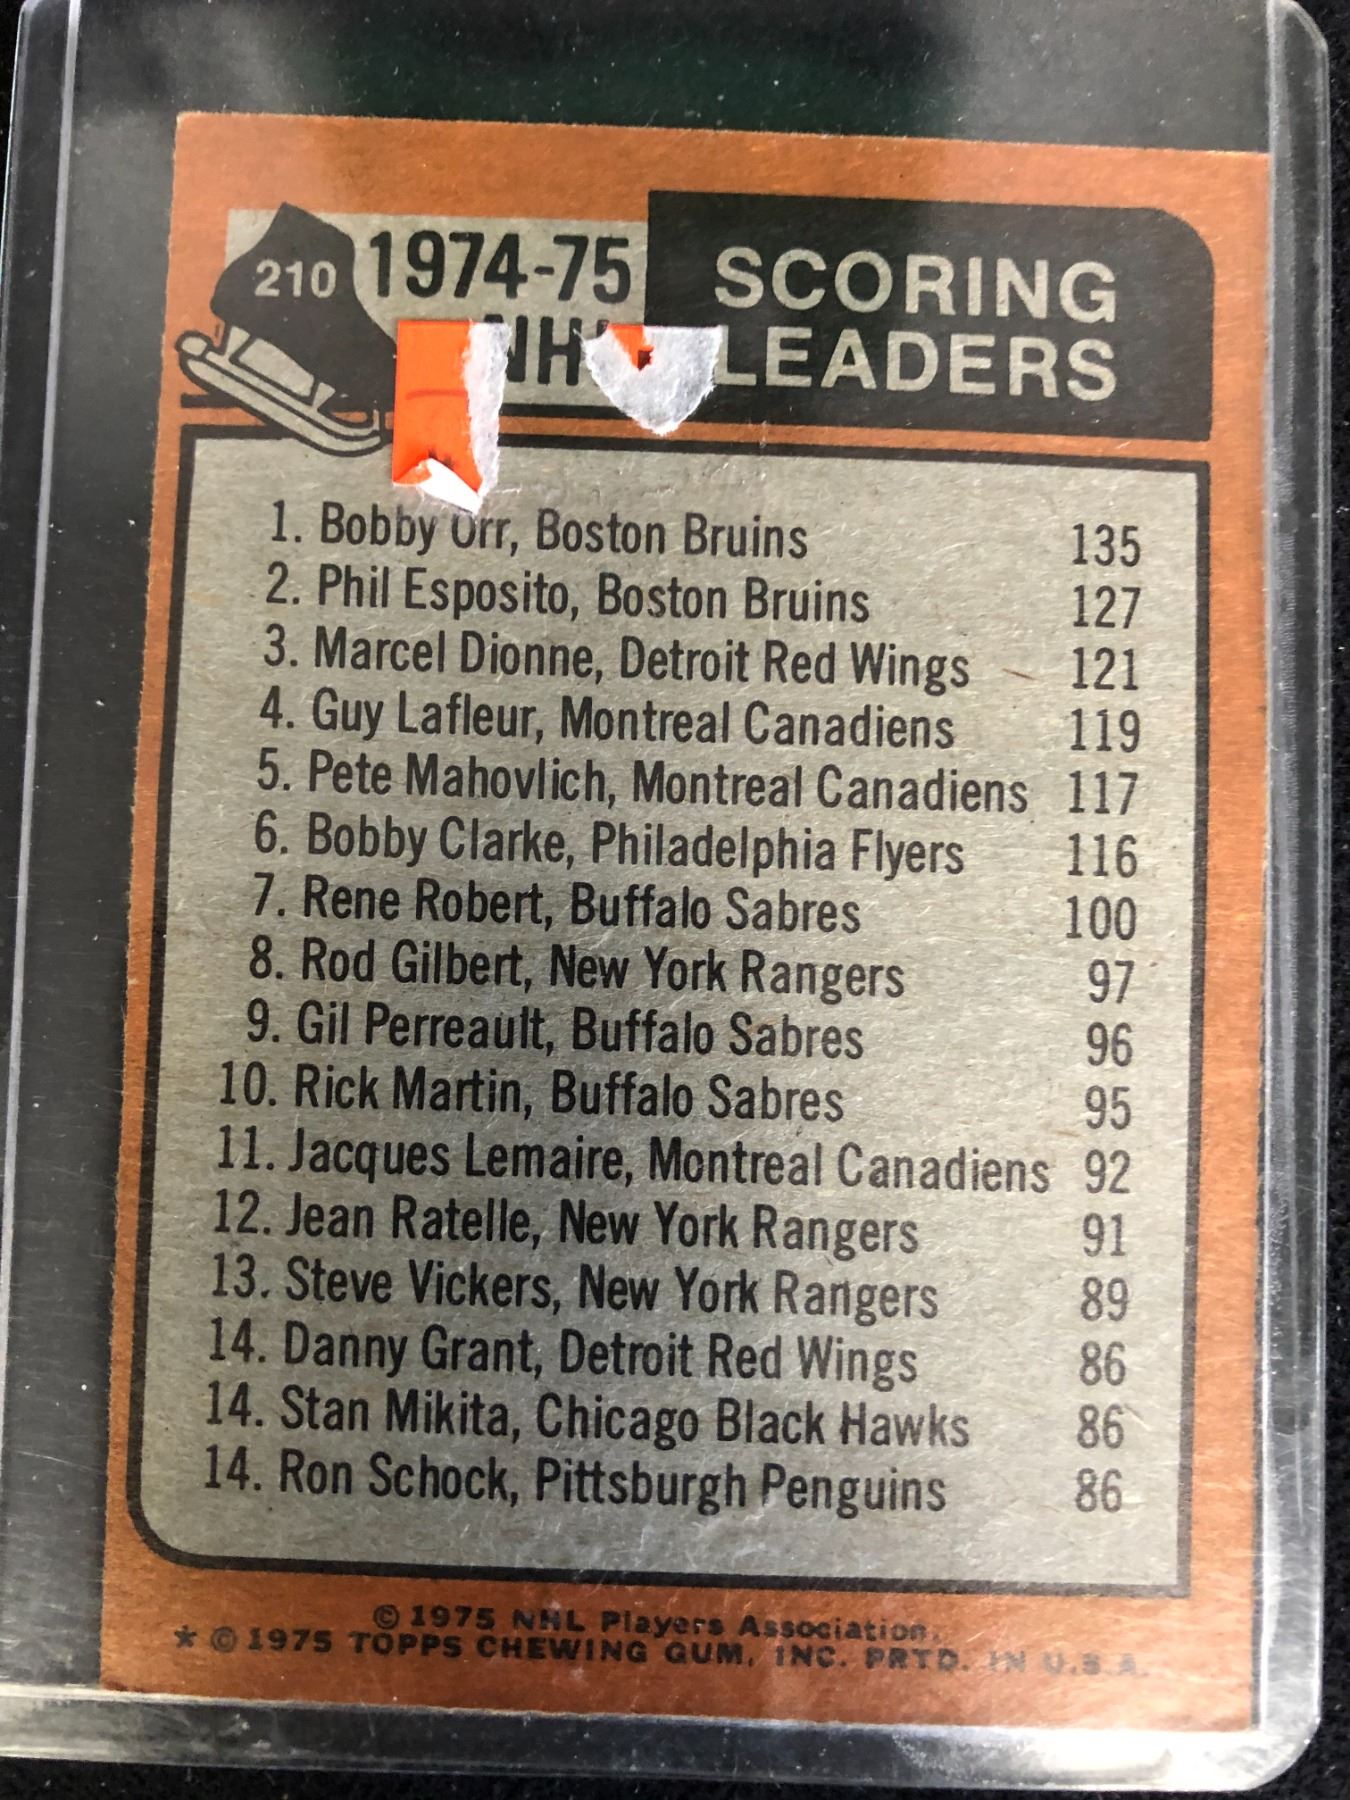 210
1974-75
SCORING
LEADERS
1. Bobby Orr, Boston Bruins 135
2. Phil Esposito, Boston Bruins 127
3. Marcel Dionne, Detroit Red Wings 121
4. Guy Lafleur, Montreal Canadiens 119
5. Pete Mahovlich, Montreal Canadiens 117
6. Bobby Clarke, Philadelphia Flyers 116
7. Rene Robert, Buffalo Sabres 100
8. Rod Gilbert, New York Rangers 97
9. Gil Perreault, Buffalo Sabres 96
10. Rick Martin, Buffalo Sabres 95
11. Jacques Lemaire, Montreal Canadiens 92
12. Jean Ratelle, New York Rangers 91
13. Steve Vickers, New York Rangers 89
14. Danny Grant, Detroit Red Wings 86
14. Stan Mikita, Chicago Black Hawks 86
14. Ron Schock, Pittsburgh Penguins 86
© 1975 NHL Players Association.
* © 1975 TOPPS CHEWING GUM, INC. PRTD. IN U.S.A.